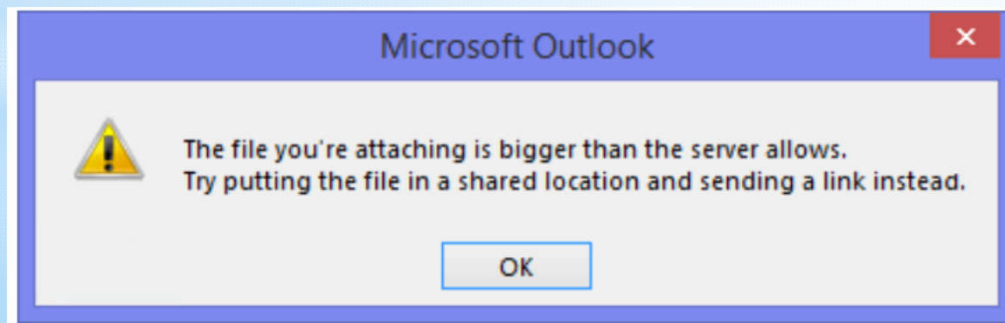 Microsoft Outlook
The file you're attaching is bigger than the server allows.
Try putting the file in a shared location and sending a link instead.
OK